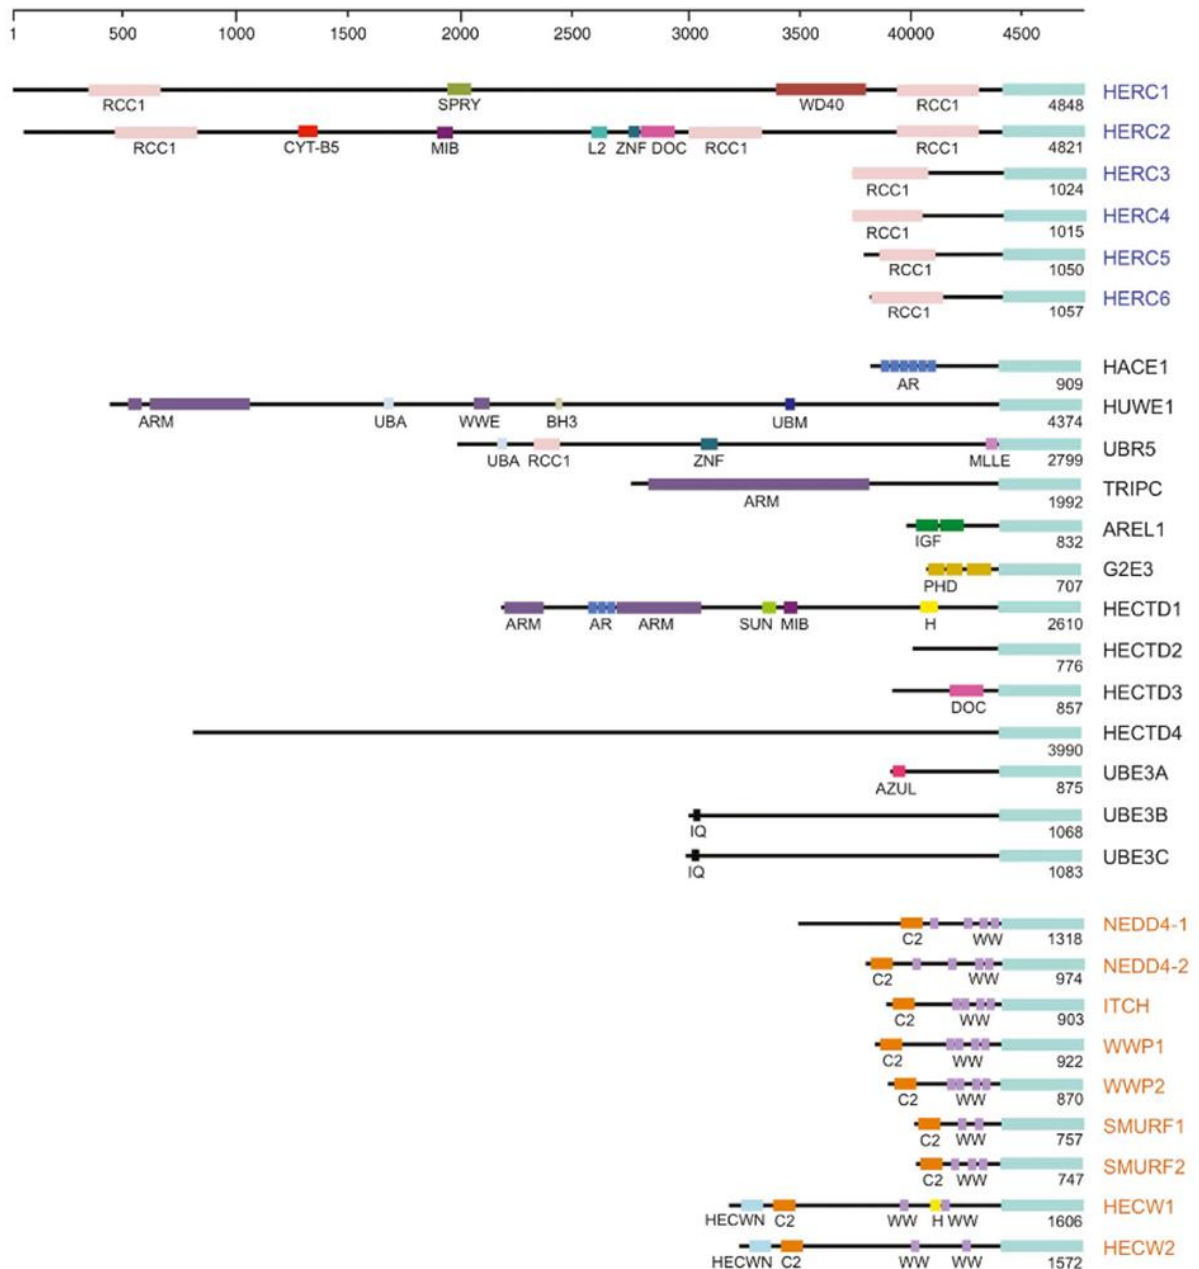 1 500 1000 1500 2000 2500 3000 3500 40000 4500
HERC1
RCC1 SPRY WD40 RCC1 4848
HERC2
RCC1 CYT-B5 MIB L2 ZNF DOC RCC1 RCC1 4821
HERC3
RCC1 1024
HERC4
RCC1 1015
HERC5
RCC1 1050
HERC6
RCC1 1057
HACE1
AR 909
HUWE1
ARM UBA WWE BH3 UBM 4374
UBR5
UBA RCC1 ZNF MLLE 2799
TRIPC
ARM 1992
AREL1
IGF 832
G2E3
PHD 707
HECTD1
ARM AR ARM SUN MIB H 2610
HECTD2
776
HECTD3
DOC 857
HECTD4
3990
UBE3A
AZUL 875
UBE3B
IQ 1068
UBE3C
IQ 1083
NEDD4-1
C2 WW 1318
NEDD4-2
C2 WW 974
ITCH
C2 WW 903
WWP1
C2 WW 922
WWP2
C2 WW 870
SMURF1
C2 WW 757
SMURF2
C2 WW 747
HECW1
HECWN C2 WW H WW 1606
HECW2
HECWN C2 WW WW 1572